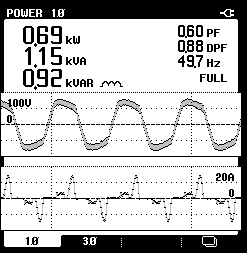 POWER 1Ø
0.69 KW
0.60 PF
1.15 KVA
0.88 DPF
49.7 Hz
0.92 KVAR
FULL
100V
0
20A
0
1Ø
3Ø